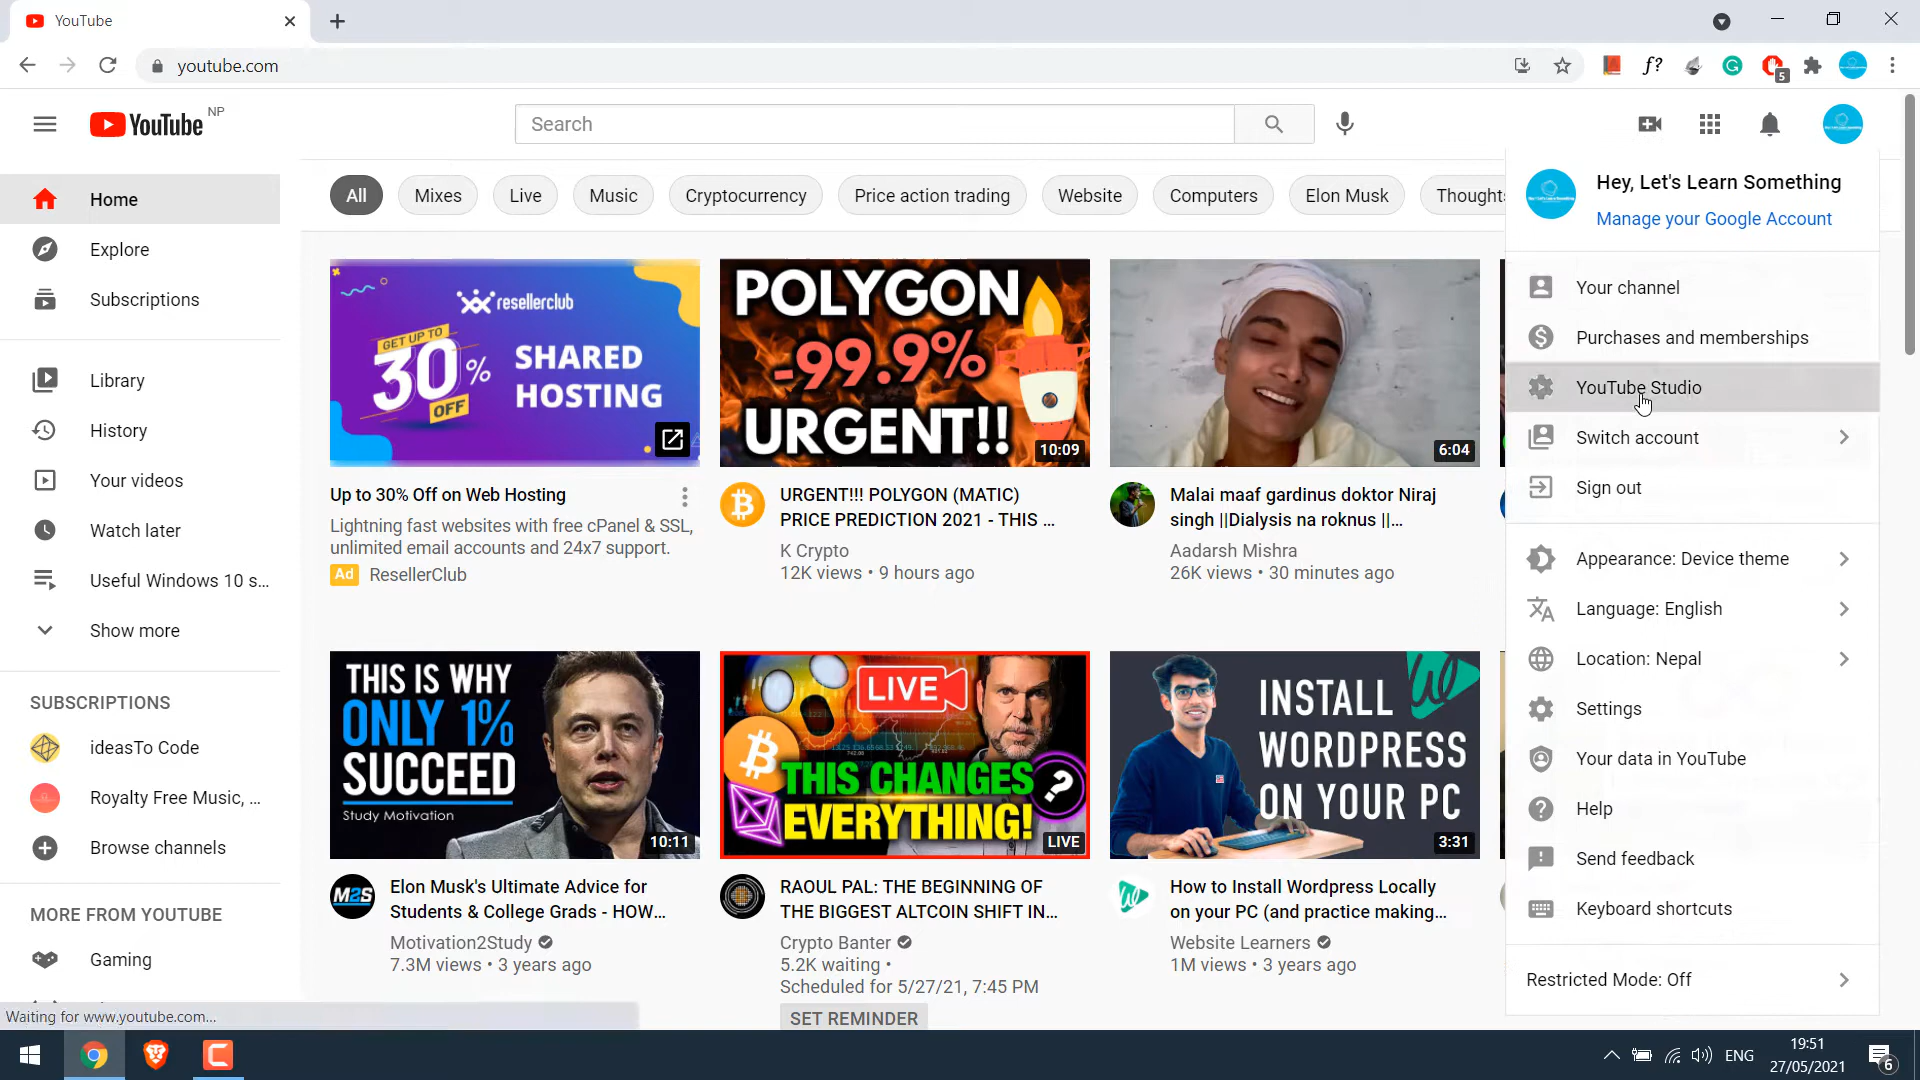 YouTube
youtube.com
f?
5
YouTube NP
Search
Home
Explore
Subscriptions
Library
History
Your videos
Watch later
Useful Windows 10 s...
Show more
SUBSCRIPTIONS
ideasTo Code
Royalty Free Music, ...
Browse channels
MORE FROM YOUTUBE
Gaming
Waiting for www.youtube.com...
All
Mixes
Live
Music
Cryptocurrency
Price action trading
Website
Computers
Elon Musk
Thoughts
resellerclub
GET UP TO
30%
OFF
SHARED
HOSTING
Up to 30% Off on Web Hosting
Lightning fast websites with free cPanel & SSL,
unlimited email accounts and 24x7 support.
Ad ResellerClub
POLYGON
-99.9%
URGENT!!
10:09
URGENT!!! POLYGON (MATIC)
PRICE PREDICTION 2021 - THIS ...
K Crypto
12K views • 9 hours ago
6:04
Malai maaf gardinus doktor Niraj
singh ||Dialysis na roknus ||...
Aadarsh Mishra
26K views • 30 minutes ago
THIS IS WHY
ONLY 1%
SUCCEED
Study Motivation
10:11
M2S
Elon Musk's Ultimate Advice for
Students & College Grads - HOW...
Motivation2Study
7.3M views • 3 years ago
LIVE
THIS CHANGES
EVERYTHING!
?
LIVE
RAOUL PAL: THE BEGINNING OF
THE BIGGEST ALTCOIN SHIFT IN...
Crypto Banter
5.2K waiting •
Scheduled for 5/27/21, 7:45 PM
SET REMINDER
INSTALL
WORDPRESS
ON YOUR PC
3:31
How to Install Wordpress Locally
on your PC (and practice making...
Website Learners
1M views • 3 years ago
Hey, Let's Learn Something
Manage your Google Account
Your channel
Purchases and memberships
YouTube Studio
Switch account
Sign out
Appearance: Device theme
Language: English
Location: Nepal
Settings
Your data in YouTube
Help
Send feedback
Keyboard shortcuts
Restricted Mode: Off
ENG
19:51
27/05/2021
6